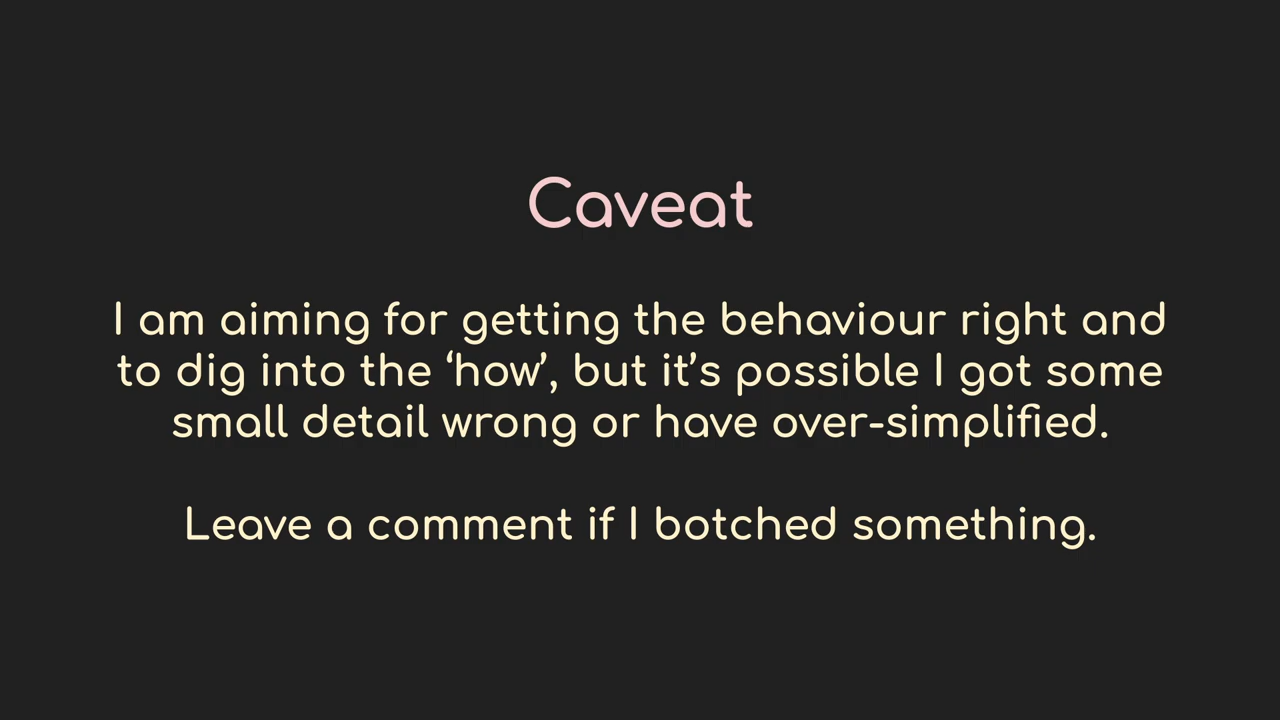 Caveat
I am aiming for getting the behaviour right and
to dig into the ‘how’, but it’s possible I got some
small detail wrong or have over-simplified.
Leave a comment if I botched something.